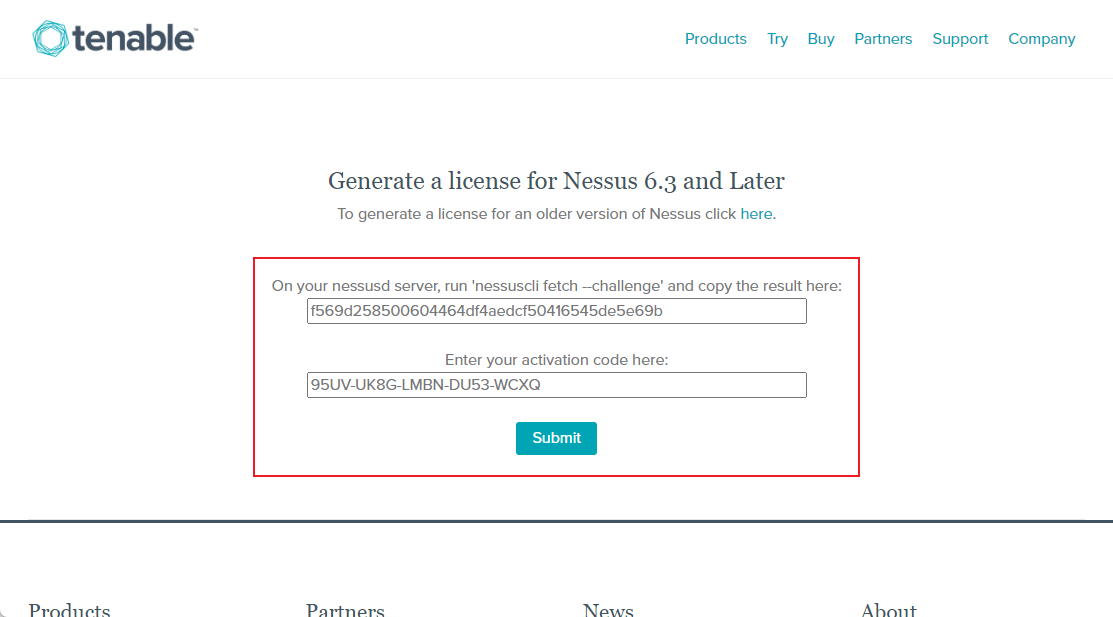 tenable™
Products Try Buy Partners Support Company
Generate a license for Nessus 6.3 and Later
To generate a license for an older version of Nessus click here.
On your nessusd server, run 'nessuscli fetch --challenge' and copy the result here:
f569d258500604464df4aedcf50416545de5e69b
Enter your activation code here:
95UV-UK8G-LMBN-DU53-WCXQ
Submit
Products Partners News About